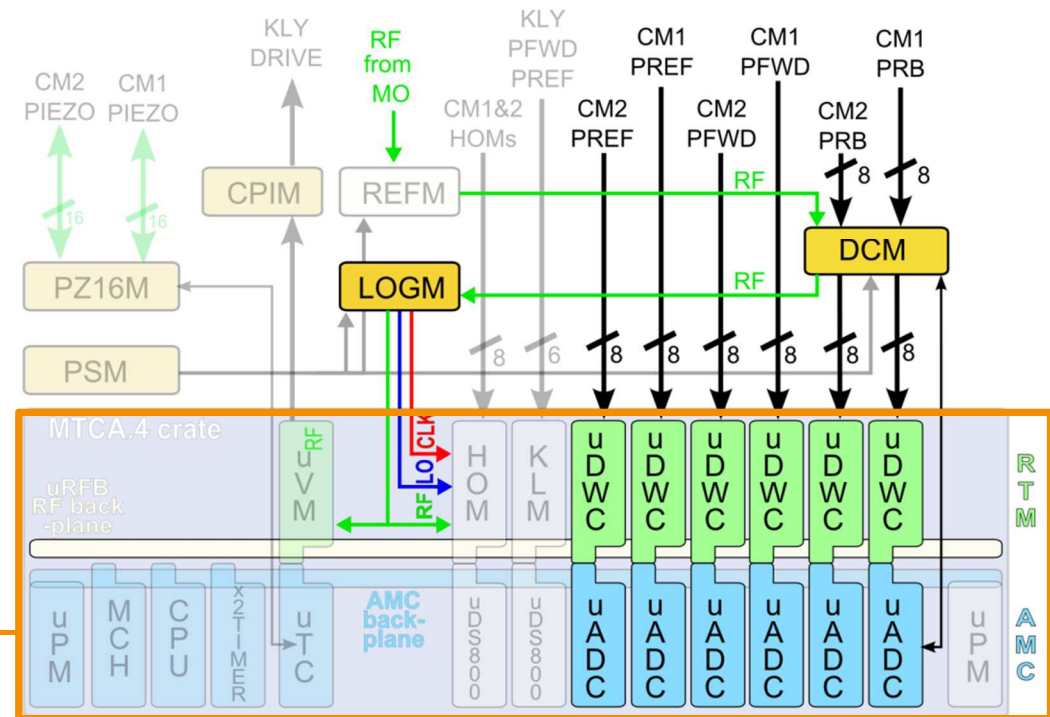 KLY
DRIVE
RF
from
MO
KLY
PFWD
PREF
CM1
PREF
CM1
PFWD
CM1
PRB
CM2
PIEZO
CM1
PIEZO
CM1&2
HOMs
CM2
PREF
CM2
PFWD
CM2
PRB
16
16
8
8
CPIM
REFM
RF
DCM
PZ16M
LOGM
RF
PSM
8
6
8
8
8
8
8
8
MTCA.4 crate
uRFB
RF back
-plane
RF
uVM
CLK
LO
RF
HOM
KLM
uDWC
uDWC
uDWC
uDWC
uDWC
uDWC
RTM
uPM
MCH
CPU
x2TIMER
uTC
AMC
back-
plane
uDS800
uDS800
uADC
uADC
uADC
uADC
uADC
uADC
uPM
AMC